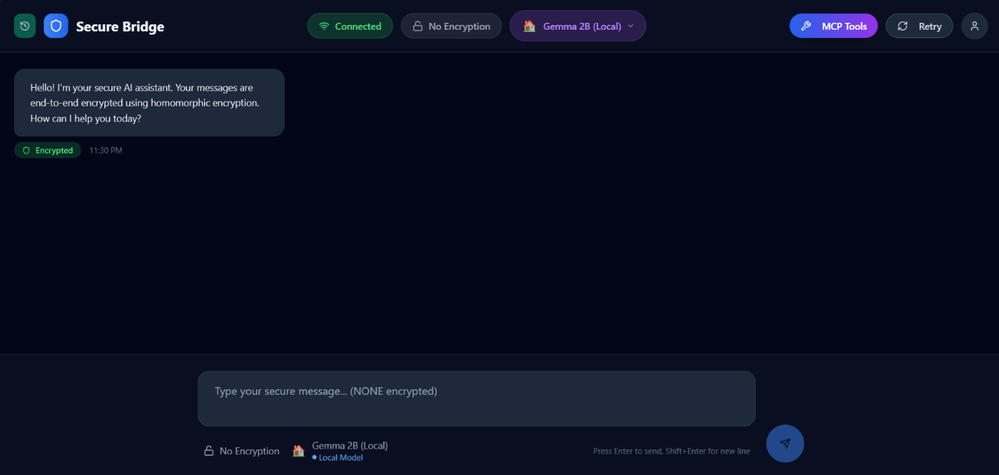 Secure Bridge
Connected
No Encryption
Gemma 2B (Local)
MCP Tools
Retry
Hello! I'm your secure AI assistant. Your messages are
end-to-end encrypted using homomorphic encryption.
How can I help you today?
Encrypted 11:30 PM
Type your secure message... (NONE encrypted)
No Encryption
Gemma 2B (Local)
Local Model
Press Enter to send, Shift+Enter for new line